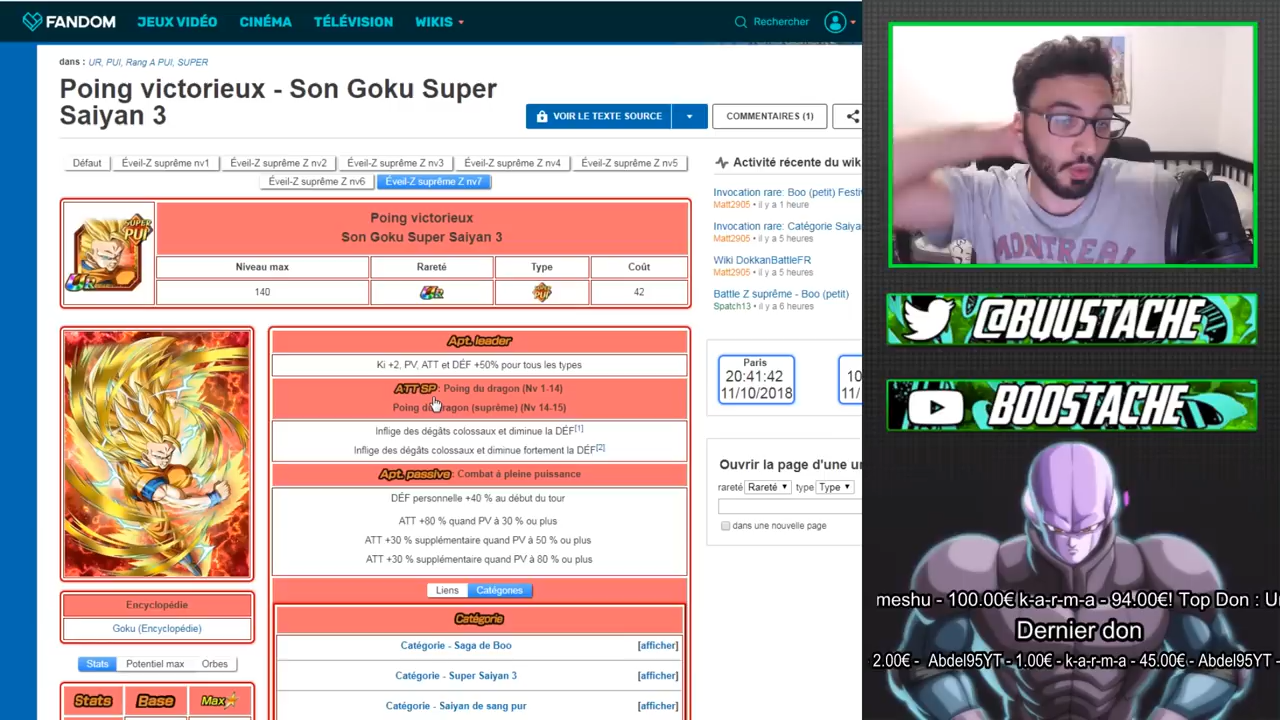 FANDOM JEUX VIDÉO CINÉMA TÉLÉVISION WIKIS Rechercher
dans : UR, PUI, Rang A PUI, SUPER
Poing victorieux - Son Goku Super
Saiyan 3
VOIR LE TEXTE SOURCE COMMENTAIRES (1)
Défaut Éveil-Z suprême nv1 Éveil-Z suprême Z nv2 Éveil-Z suprême Z nv3 Éveil-Z suprême Z nv4 Éveil-Z suprême Z nv5
Éveil-Z suprême Z nv6 Éveil-Z suprême Z nv7
SUPER
PUI
UR
Poing victorieux
Son Goku Super Saiyan 3
Niveau max Rareté Type Coût
140 UR PUI 42
Apt. leader
Ki +2, PV, ATT et DÉF +50% pour tous les types
ATT SP: Poing du dragon (Nv 1-14)
Poing du dragon (suprême) (Nv 14-15)
Inflige des dégâts colossaux et diminue la DÉF[1]
Inflige des dégâts colossaux et diminue fortement la DÉF[2]
Apt. passive: Combat à pleine puissance
DÉF personnelle +40 % au début du tour
ATT +80 % quand PV à 30 % ou plus
ATT +30 % supplémentaire quand PV à 50 % ou plus
ATT +30 % supplémentaire quand PV à 80 % ou plus
Liens Catégories
Catégorie
Catégorie - Saga de Boo [afficher]
Catégorie - Super Saiyan 3 [afficher]
Catégorie - Saiyan de sang pur [afficher]
Encyclopédie
Goku (Encyclopédie)
Stats Potentiel max Orbes
Stats Base Max
Activité récente du wik
Invocation rare: Boo (petit) Festiv
Matt2905 • il y a 1 heure
Invocation rare: Catégorie Saiya
Matt2905 • il y a 5 heures
Wiki DokkanBattleFR
Matt2905 • il y a 5 heures
Battle Z suprême - Boo (petit)
Spatch13 • il y a 6 heures
Paris
20:41:42 10
11/10/2018 11/
Ouvrir la page d'une un
rareté Rareté type Type
dans une nouvelle page
MONTREAL
@BUUSTACHE
BOOSTACHE
meshu - 100.00€ k-a-r-m-a - 94.00€! Top Don : U
Dernier don
2.00€ - Abdel95YT - 1.00€ - k-a-r-m-a - 45.00€ - Abdel95YT -